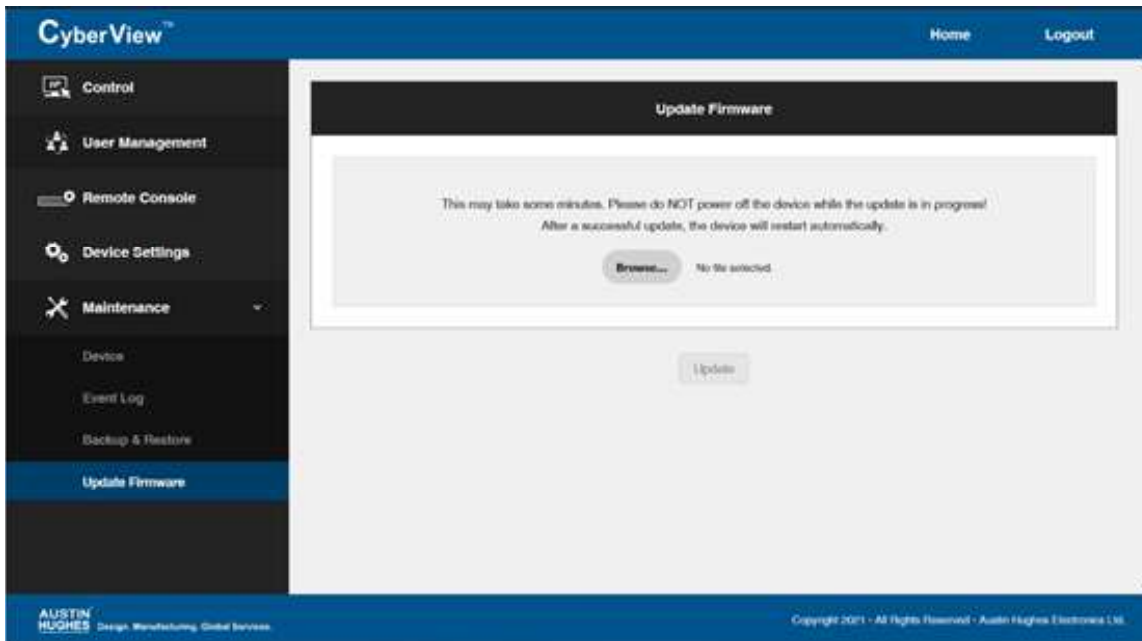 CyberView™
Home
Logout
Control
User Management
Remote Console
Device Settings
Maintenance
Device
Event Log
Backup & Restore
Update Firmware
Update Firmware
This may take some minutes. Please do NOT power off the device while the update is in progress!
After a successful update, the device will restart automatically.
Browse... No file selected.
Update
AUSTIN
HUGHES Design. Manufacturing. Global Services.
Copyright 2021 - All Rights Reserved - Austin Hughes Electronics Ltd.